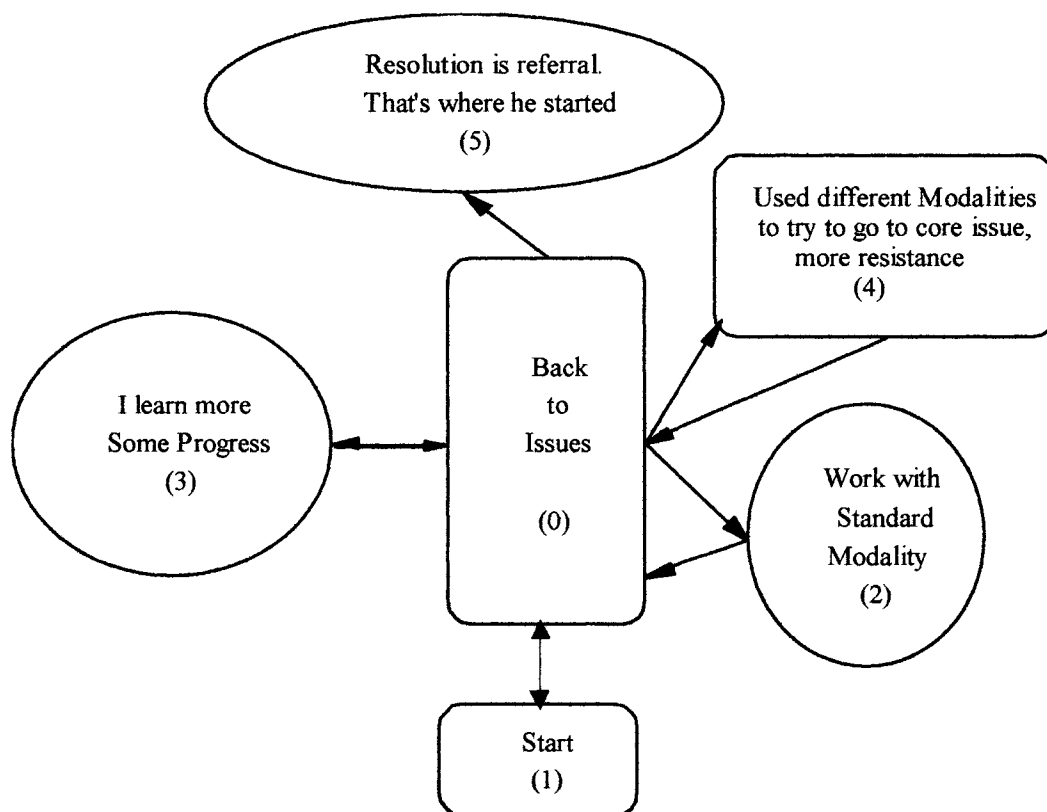 Resolution is referral.
That's where he started
(5)
Used different Modalities
to try to go to core issue,
more resistance
(4)
Back
to
Issues
(0)
I learn more
Some Progress
(3)
Work with
Standard
Modality
(2)
Start
(1)